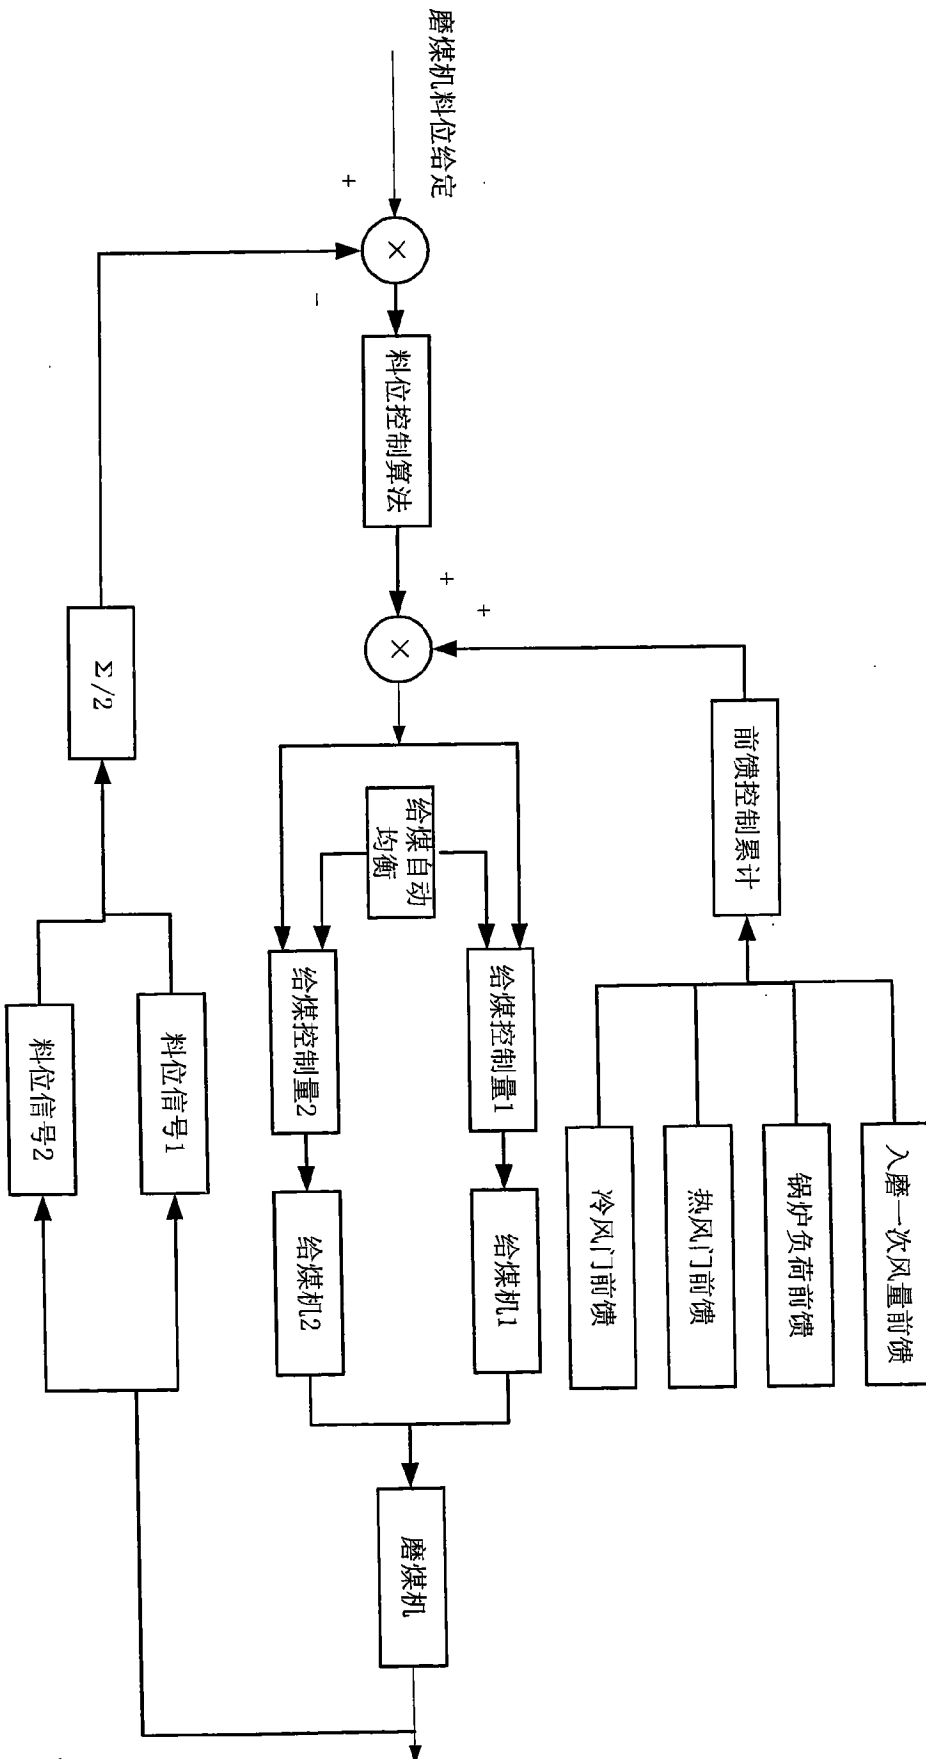 入磨一次风量前馈
锅炉负荷前馈
热风门前馈
冷风门前馈
前馈控制累计
磨煤机料位给定
+
×
-
料位控制算法
+
+
×
给煤自动
均衡
给煤控制量1
给煤机1
给煤控制量2
给煤机2
磨煤机
Σ/2
料位信号1
料位信号2